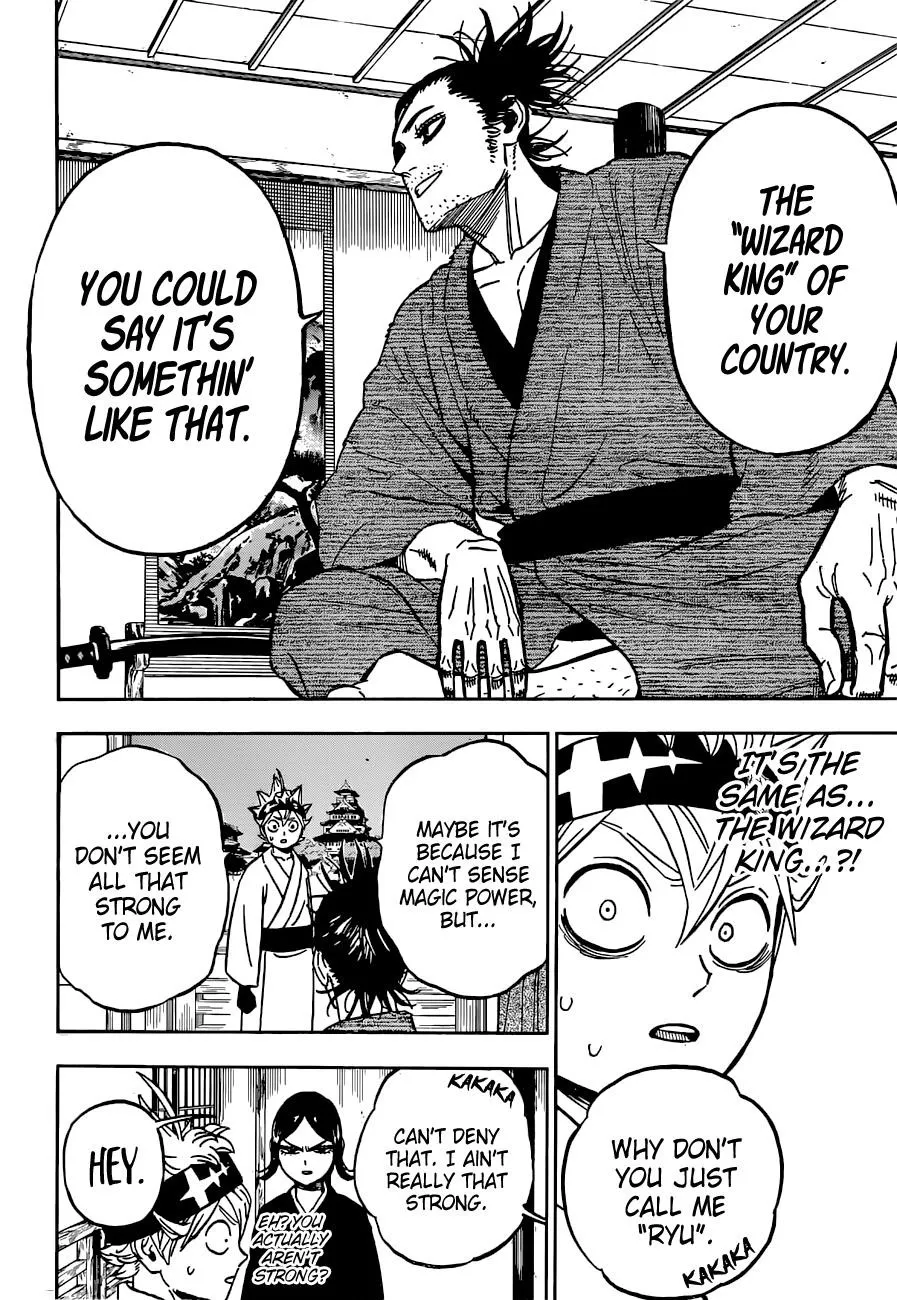 THE
"WIZARD
KING" OF
YOUR
COUNTRY.
YOU COULD
SAY IT'S
SOMETHIN'
LIKE THAT.
IT'S THE
SAME AS...
THE WIZARD
KING...?!
WHY DON'T
YOU JUST
CALL ME
"RYU".
KAKAKA
MAYBE IT'S
BECAUSE I
CAN'T SENSE
MAGIC POWER,
BUT...
...YOU
DON'T SEEM
ALL THAT
STRONG
TO ME.
KAKAKA
CAN'T DENY
THAT. I AIN'T
REALLY THAT
STRONG.
EH? YOU
ACTUALLY
AREN'T
STRONG?
HEY.